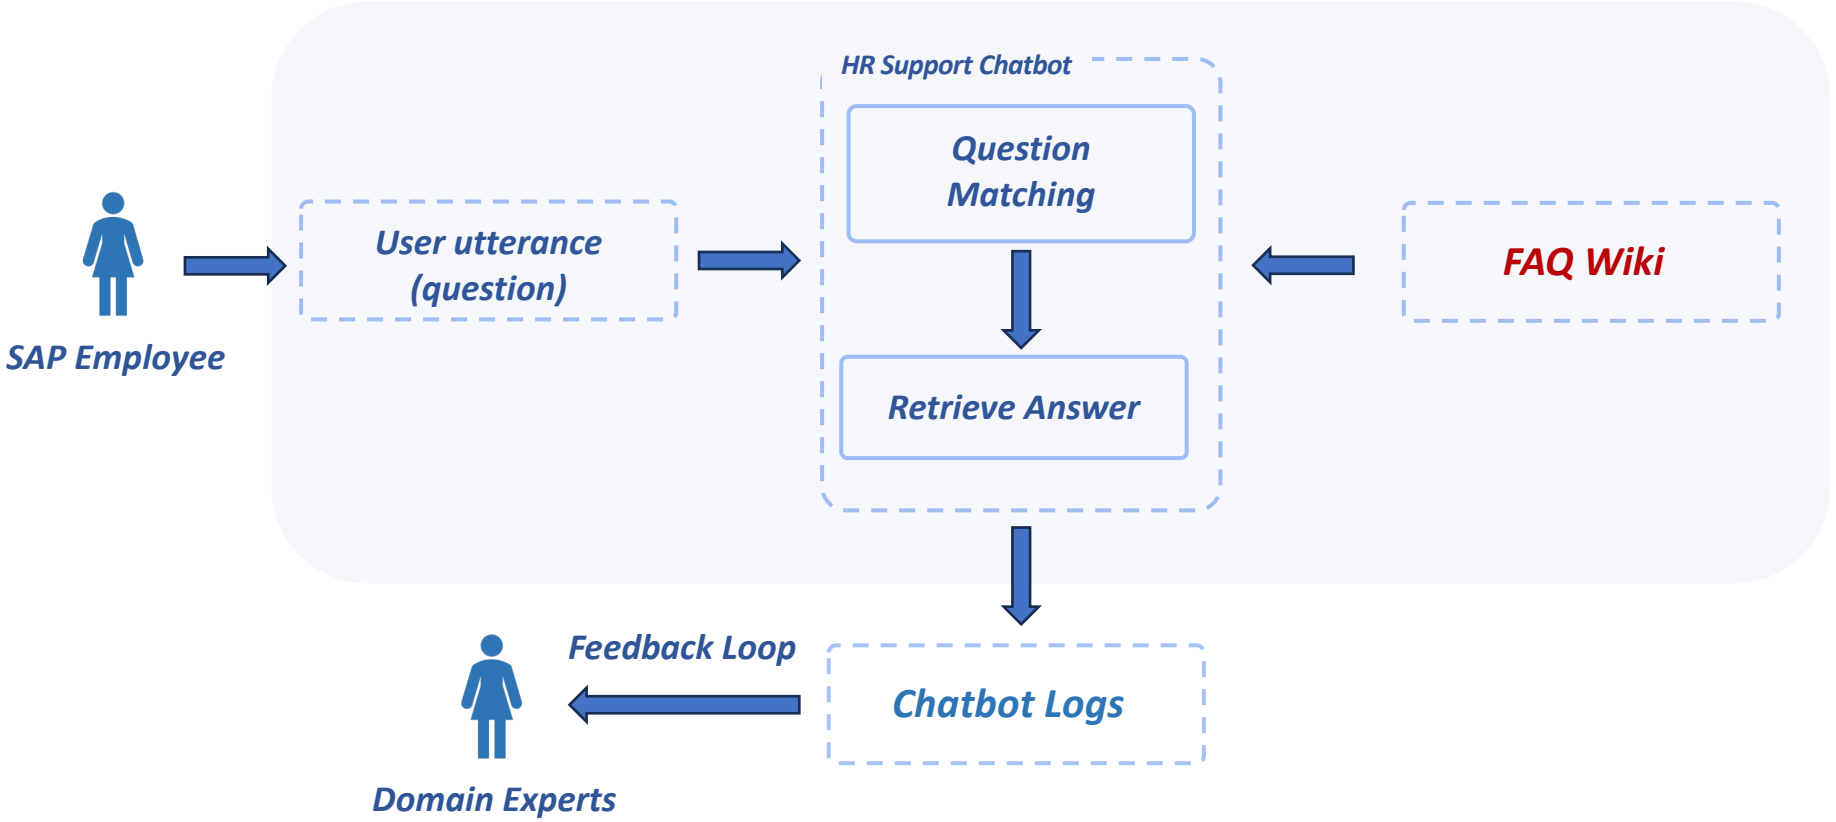 HR Support Chatbot
Question
Matching
User utterance
(question)
FAQ Wiki
SAP Employee
Retrieve Answer
Feedback Loop
Chatbot Logs
Domain Experts